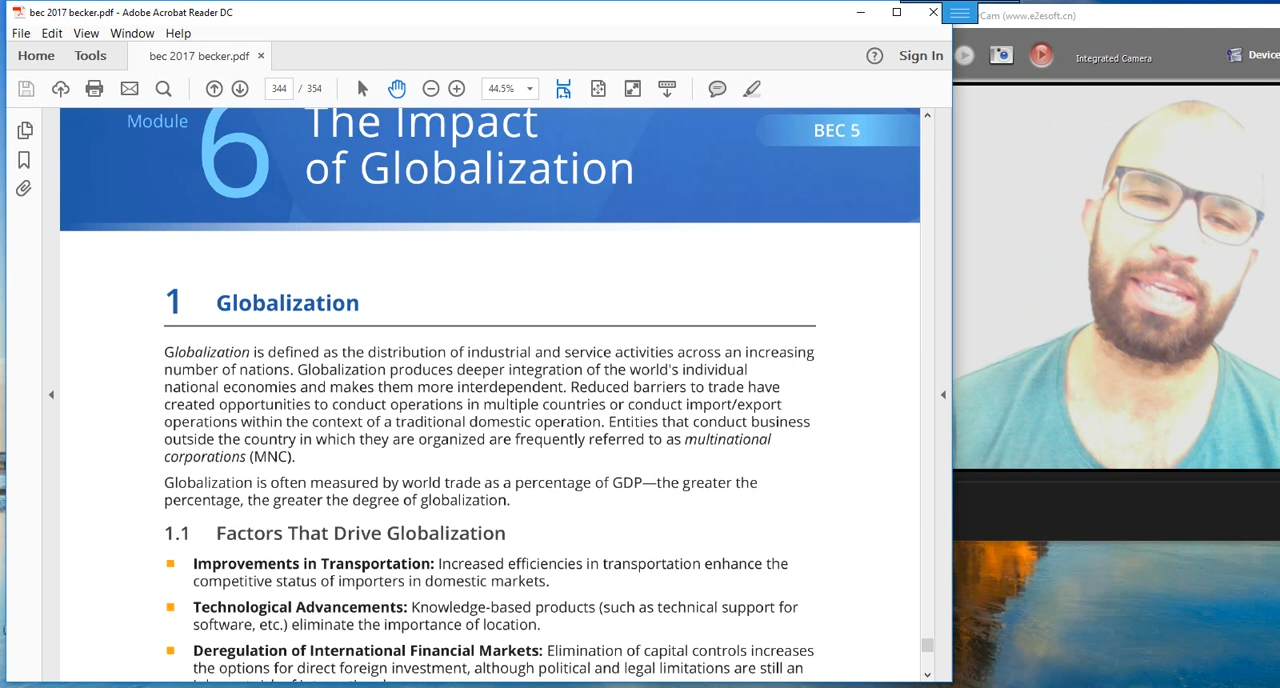 bec 2017 becker.pdf - Adobe Acrobat Reader DC
Cam (www.e2esoft.cn)
File Edit View Window Help
Home Tools bec 2017 becker.pdf × Sign In
Integrated Camera Device
344 / 354 44.5%
Module 6 The Impact
of Globalization
BEC 5
1 Globalization
Globalization is defined as the distribution of industrial and service activities across an increasing
number of nations. Globalization produces deeper integration of the world's individual
national economies and makes them more interdependent. Reduced barriers to trade have
created opportunities to conduct operations in multiple countries or conduct import/export
operations within the context of a traditional domestic operation. Entities that conduct business
outside the country in which they are organized are frequently referred to as multinational
corporations (MNC).
Globalization is often measured by world trade as a percentage of GDP—the greater the
percentage, the greater the degree of globalization.
1.1 Factors That Drive Globalization
Improvements in Transportation: Increased efficiencies in transportation enhance the
competitive status of importers in domestic markets.
Technological Advancements: Knowledge-based products (such as technical support for
software, etc.) eliminate the importance of location.
Deregulation of International Financial Markets: Elimination of capital controls increases
the options for direct foreign investment, although political and legal limitations are still an